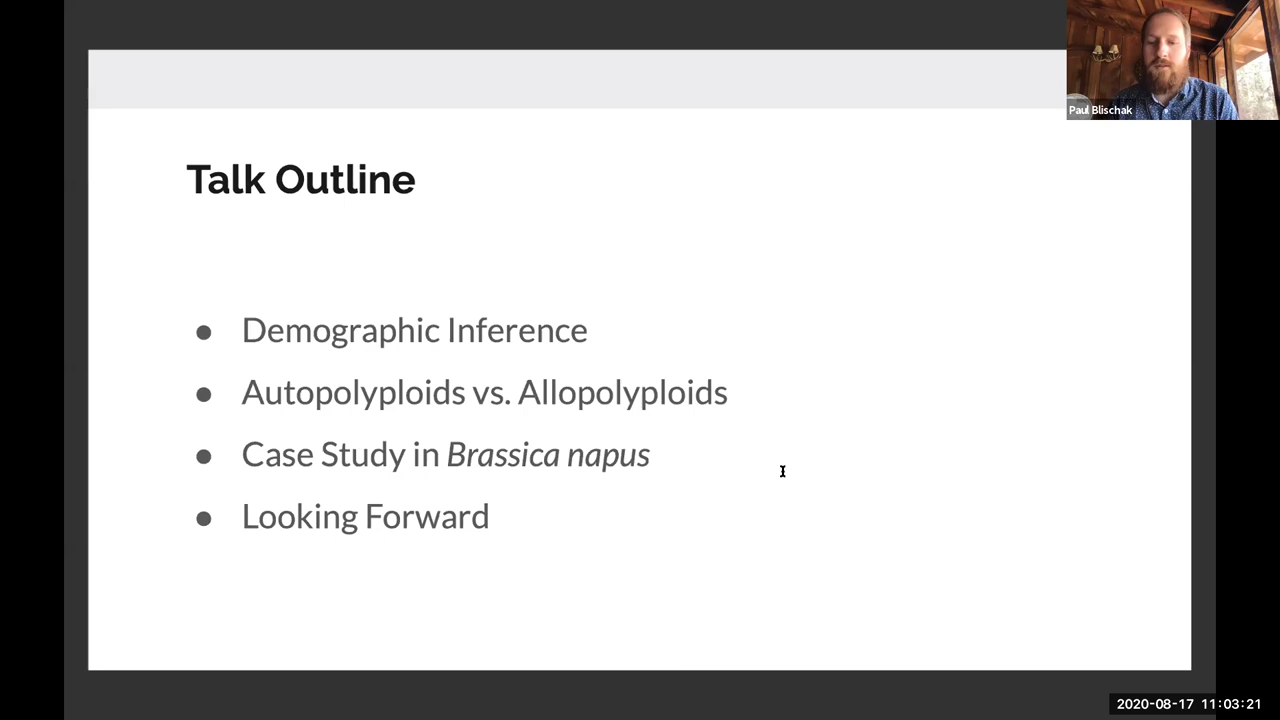 Paul Blischak
Talk Outline
● Demographic Inference
● Autopolyploids vs. Allopolyploids
● Case Study in Brassica napus
● Looking Forward
2020-08-17 11:03:21